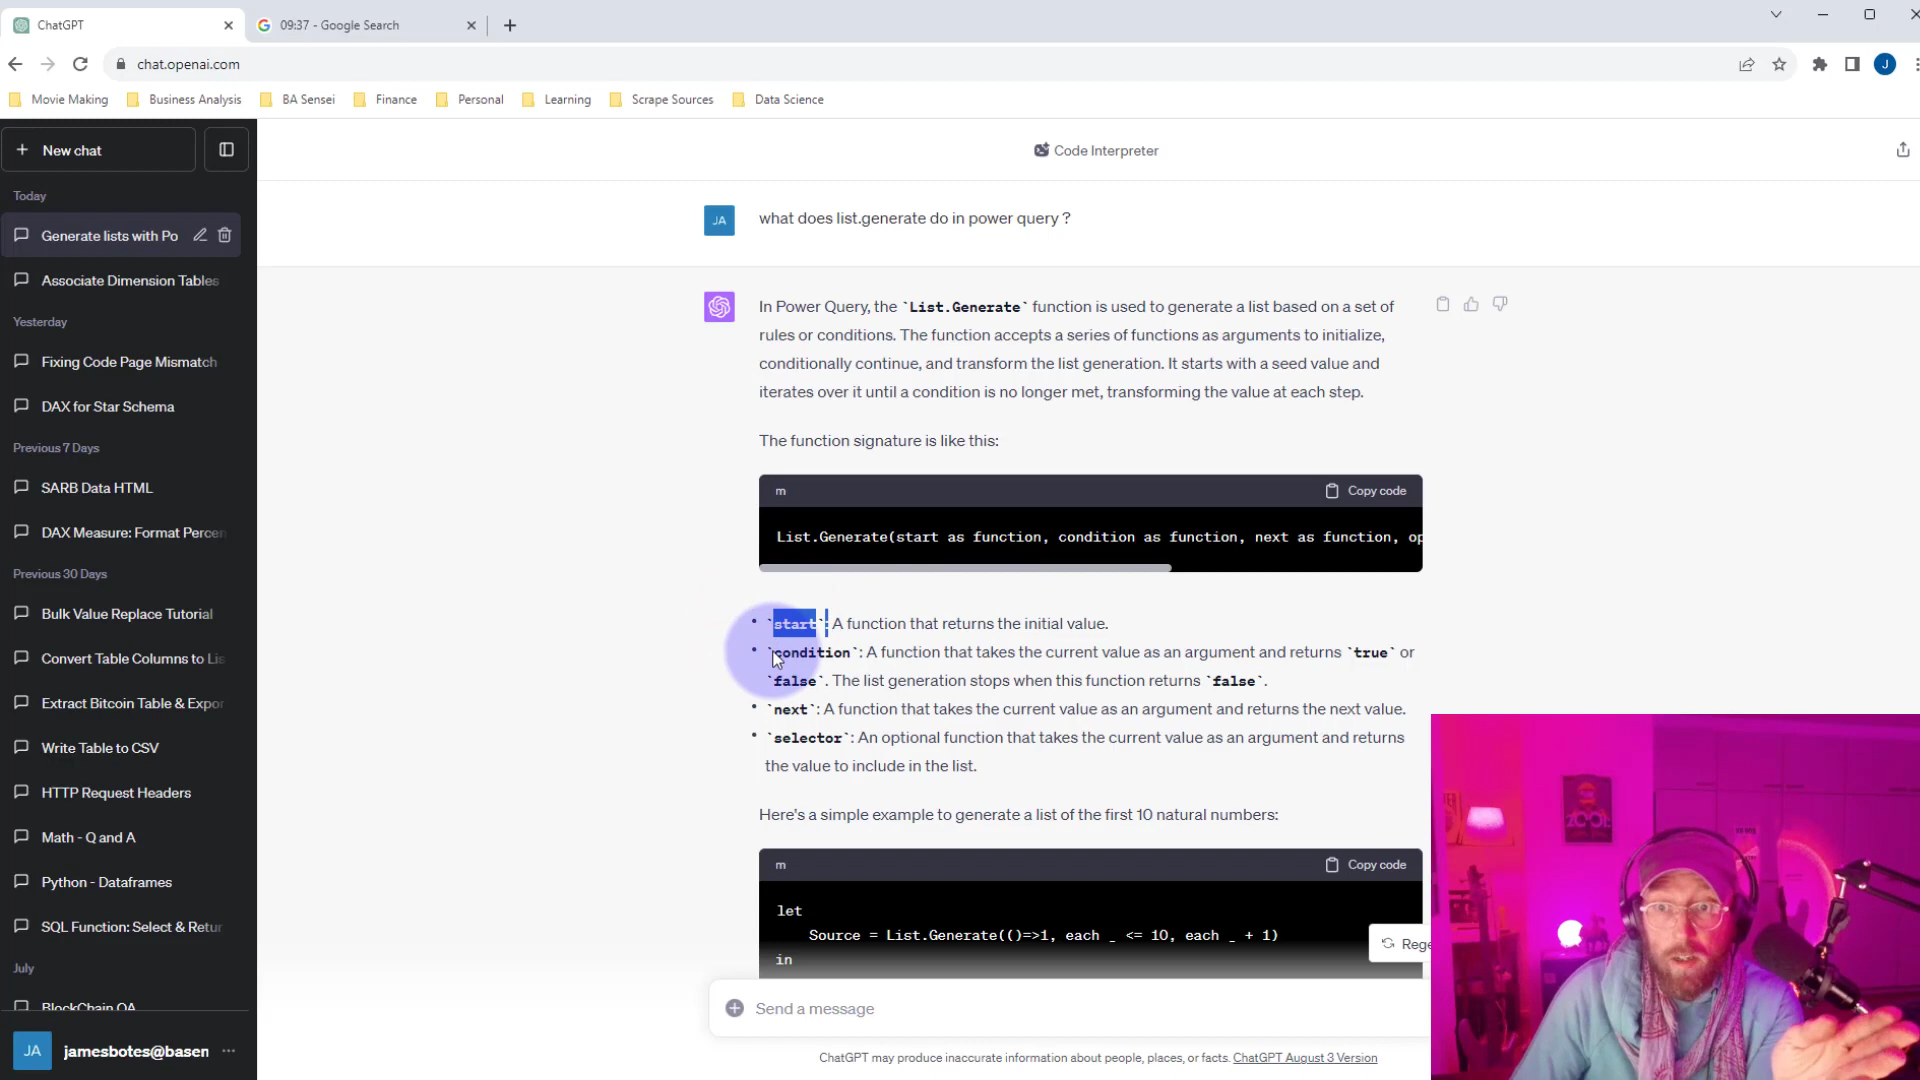 ChatGPT
09:37 - Google Search
chat.openai.com
J
Movie Making
Business Analysis
BA Sensei
Finance
Personal
Learning
Scrape Sources
Data Science
New chat
Code Interpreter
Today
Generate lists with Po
Associate Dimension Tables
Yesterday
Fixing Code Page Mismatch
DAX for Star Schema
Previous 7 Days
SARB Data HTML
DAX Measure: Format Percen
Previous 30 Days
Bulk Value Replace Tutorial
Convert Table Columns to Lis
Extract Bitcoin Table & Expor
Write Table to CSV
HTTP Request Headers
Math - Q and A
Python - Dataframes
SQL Function: Select & Retur
July
BlockChain QA
JA
jamesbotes@basen
JA
what does list.generate do in power query ?
In Power Query, the `List.Generate` function is used to generate a list based on a set of
rules or conditions. The function accepts a series of functions as arguments to initialize,
conditionally continue, and transform the list generation. It starts with a seed value and
iterates over it until a condition is no longer met, transforming the value at each step.
The function signature is like this:
m
Copy code
List.Generate(start as function, condition as function, next as function, op
• `start`: A function that returns the initial value.
• `condition`: A function that takes the current value as an argument and returns `true` or
`false`. The list generation stops when this function returns `false`.
• `next`: A function that takes the current value as an argument and returns the next value.
• `selector`: An optional function that takes the current value as an argument and returns
the value to include in the list.
Here's a simple example to generate a list of the first 10 natural numbers:
m
Copy code
let
Source = List.Generate(()=>1, each _ <= 10, each _ + 1)
in
Rege
Send a message
ChatGPT may produce inaccurate information about people, places, or facts. ChatGPT August 3 Version
ZOOL